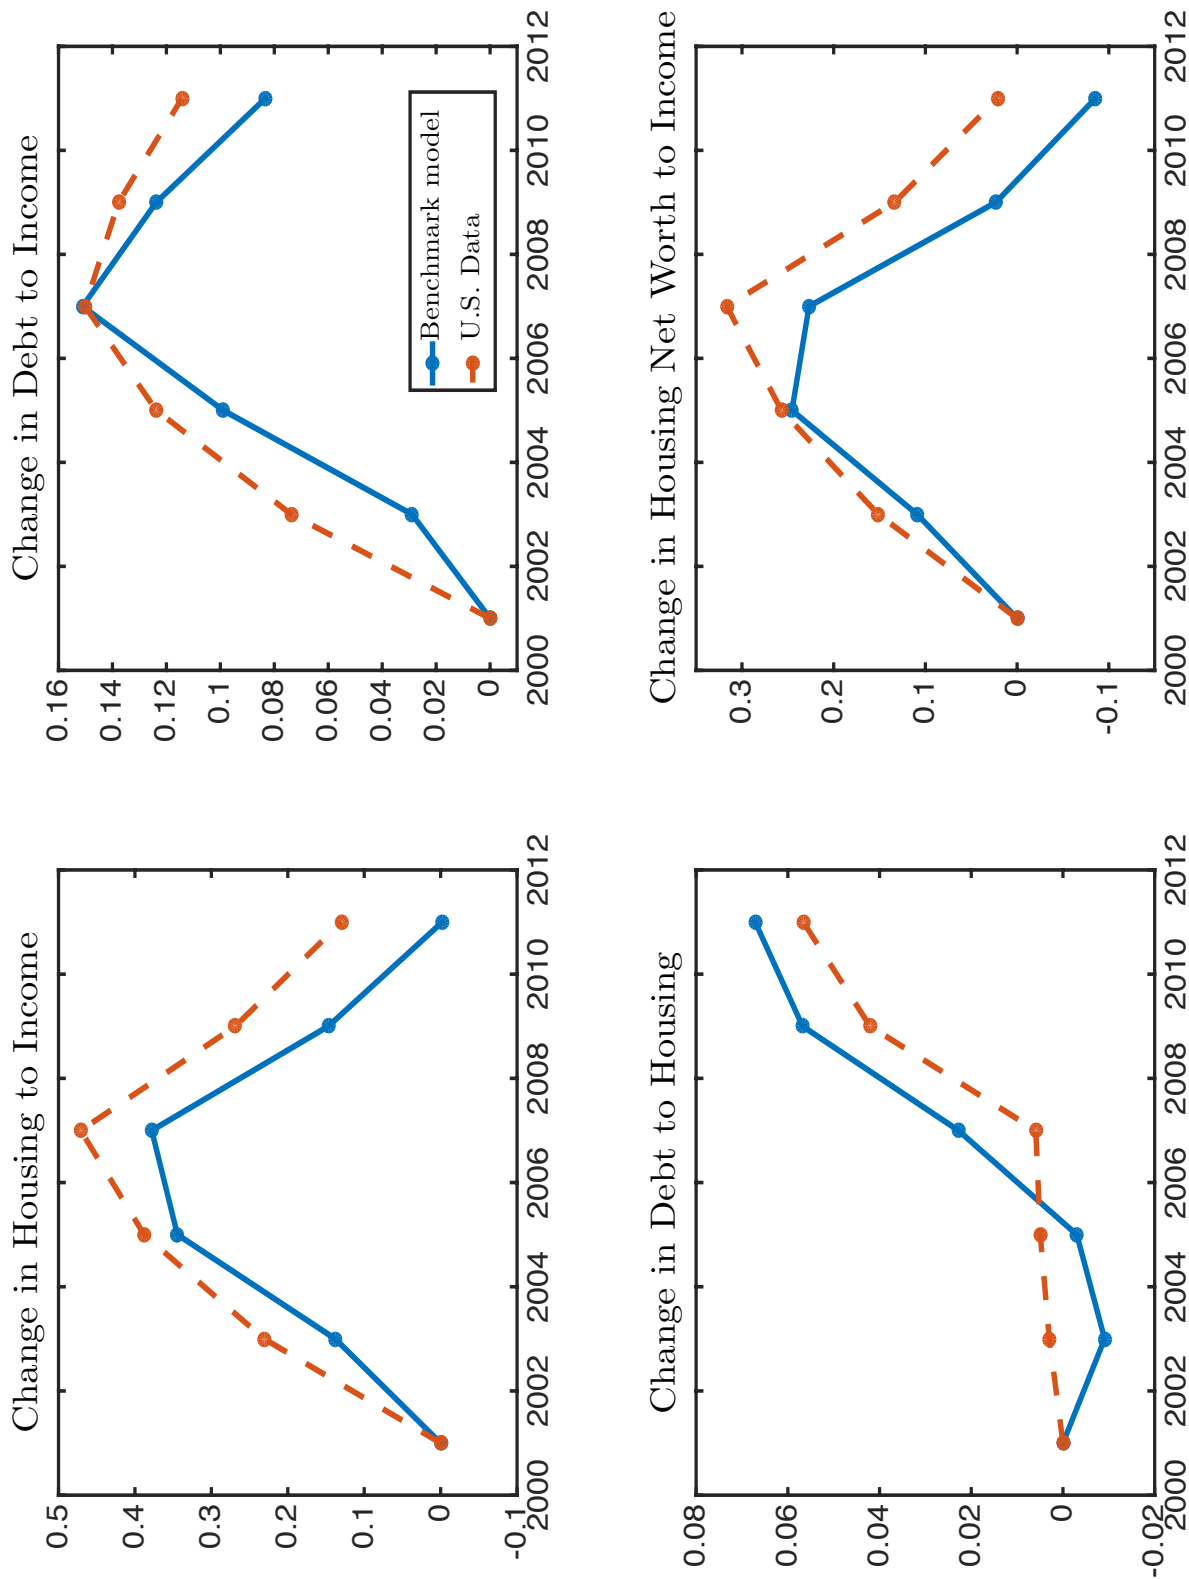 Change in Housing to Income
0.5
0.4
0.3
0.2
0.1
0
-0.1
2000 2002 2004 2006 2008 2010 2012
Change in Debt to Income
0.16
0.14
0.12
0.1
0.08
0.06
0.04
0.02
0
2000 2002 2004 2006 2008 2010 2012
Benchmark model
U.S. Data
Change in Debt to Housing
0.08
0.06
0.04
0.02
0
-0.02
2000 2002 2004 2006 2008 2010 2012
Change in Housing Net Worth to Income
0.3
0.2
0.1
0
-0.1
2000 2002 2004 2006 2008 2010 2012